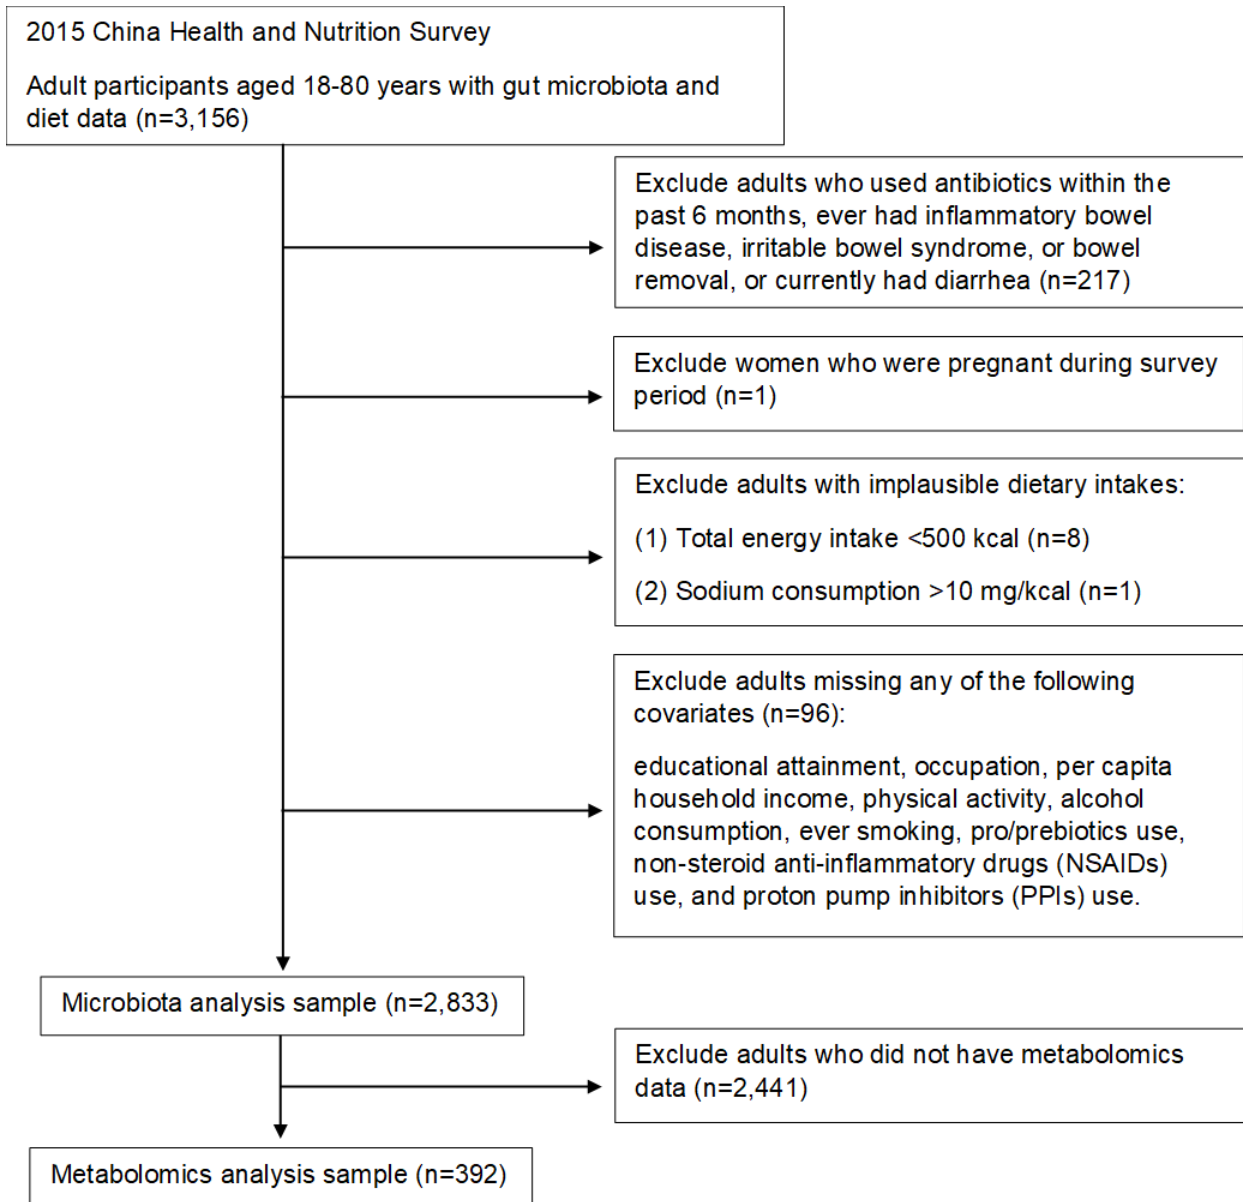 2015 China Health and Nutrition Survey
Adult participants aged 18-80 years with gut microbiota and
diet data (n=3,156)
Exclude adults who used antibiotics within the
past 6 months, ever had inflammatory bowel
disease, irritable bowel syndrome, or bowel
removal, or currently had diarrhea (n=217)
Exclude women who were pregnant during survey
period (n=1)
Exclude adults with implausible dietary intakes:
(1) Total energy intake <500 kcal (n=8)
(2) Sodium consumption >10 mg/kcal (n=1)
Exclude adults missing any of the following
covariates (n=96):
educational attainment, occupation, per capita
household income, physical activity, alcohol
consumption, ever smoking, pro/prebiotics use,
non-steroid anti-inflammatory drugs (NSAIDs)
use, and proton pump inhibitors (PPIs) use.
Microbiota analysis sample (n=2,833)
Exclude adults who did not have metabolomics
data (n=2,441)
Metabolomics analysis sample (n=392)